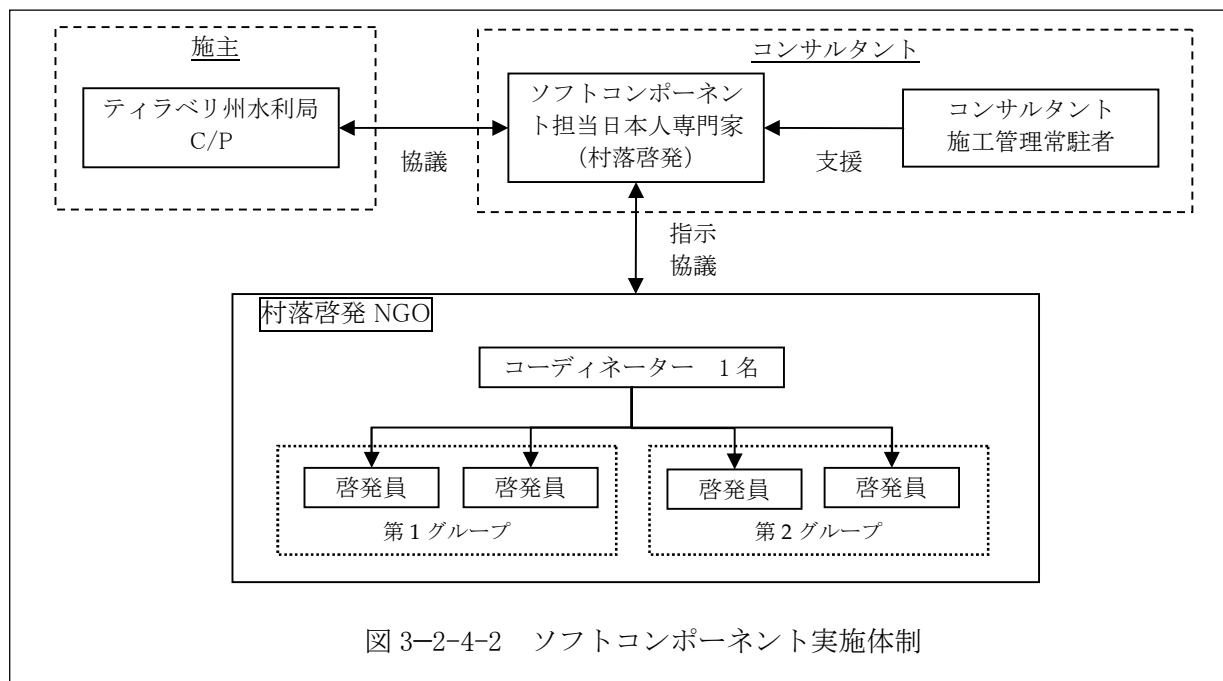 施主
コンサルタント
ティラベリ州水利局
C/P
協議
ソフトコンポーネン
ト担当日本人専門家
（村落啓発）
支援
コンサルタント
施工管理常駐者
指示
協議
村落啓発 NGO
コーディネーター　1 名
啓発員
啓発員
啓発員
啓発員
第 1 グループ
第 2 グループ
図 3－2-4-2　ソフトコンポーネント実施体制